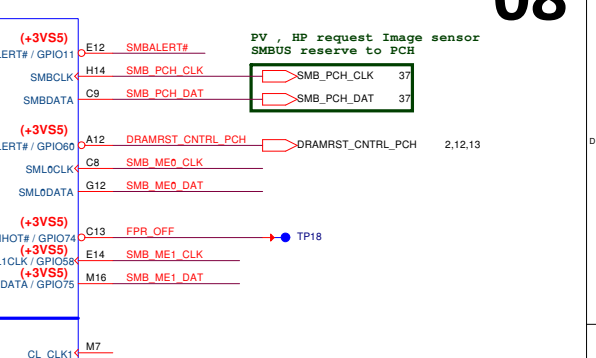 08
PV , HP request Image sensor
SMBUS reserve to PCH
(+3VS5)
ERT# / GPIO11 E12 SMBALERT#
SMBCLK H14 SMB_PCH_CLK SMB_PCH_CLK 37
SMBDATA C9 SMB_PCH_DAT SMB_PCH_DAT 37
(+3VS5)
ERT# / GPIO60 A12 DRAMRST_CNTRL_PCH DRAMRST_CNTRL_PCH 2,12,13
D
SML0CLK C8 SMB_ME0_CLK
SML0DATA G12 SMB_ME0_DAT
(+3VS5)
HOT# / GPIO74 C13 FPR_OFF TP18
(+3VS5)
1CLK / GPIO58 E14 SMB_ME1_CLK
(+3VS5)
DATA / GPIO75 M16 SMB_ME1_DAT
CL_CLK1 M7